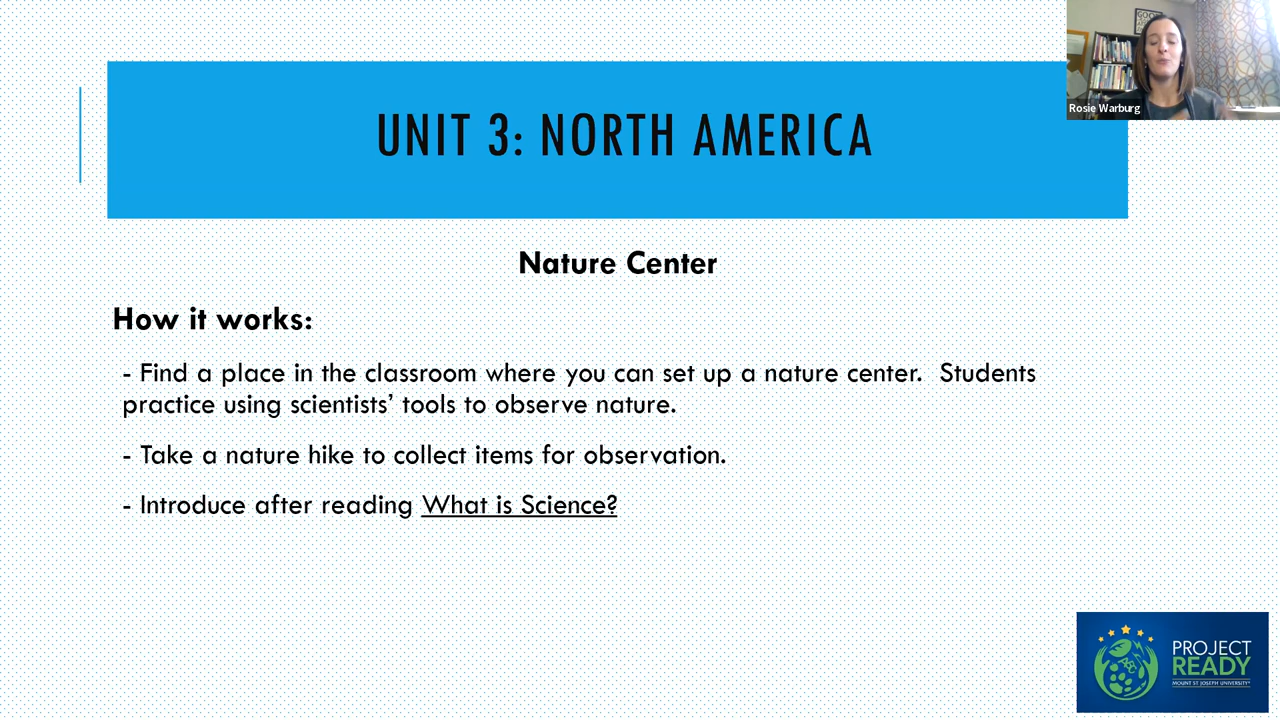 Rosie Warburg
UNIT 3: NORTH AMERICA
Nature Center
How it works:
- Find a place in the classroom where you can set up a nature center. Students
practice using scientists’ tools to observe nature.
- Take a nature hike to collect items for observation.
- Introduce after reading What is Science?
PROJECT
READY
MOUNT ST. JOSEPH UNIVERSITY